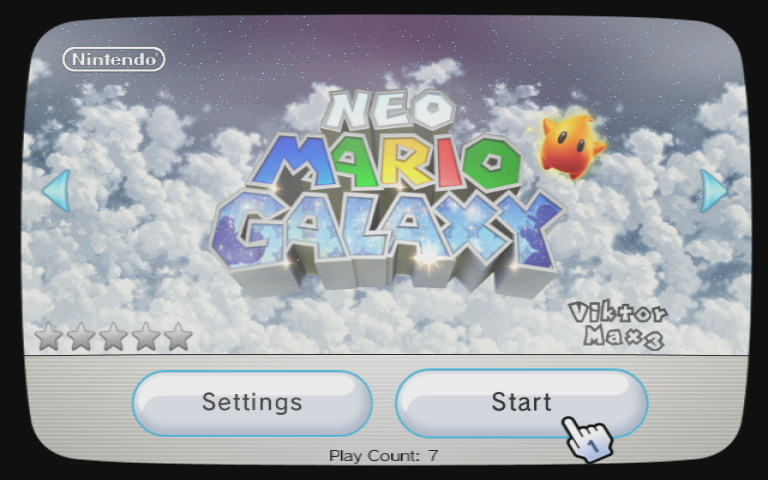 Nintendo
NEO
MARIO
GALAXY
Viktor
Max3
Settings
Start
1
Play Count: 7